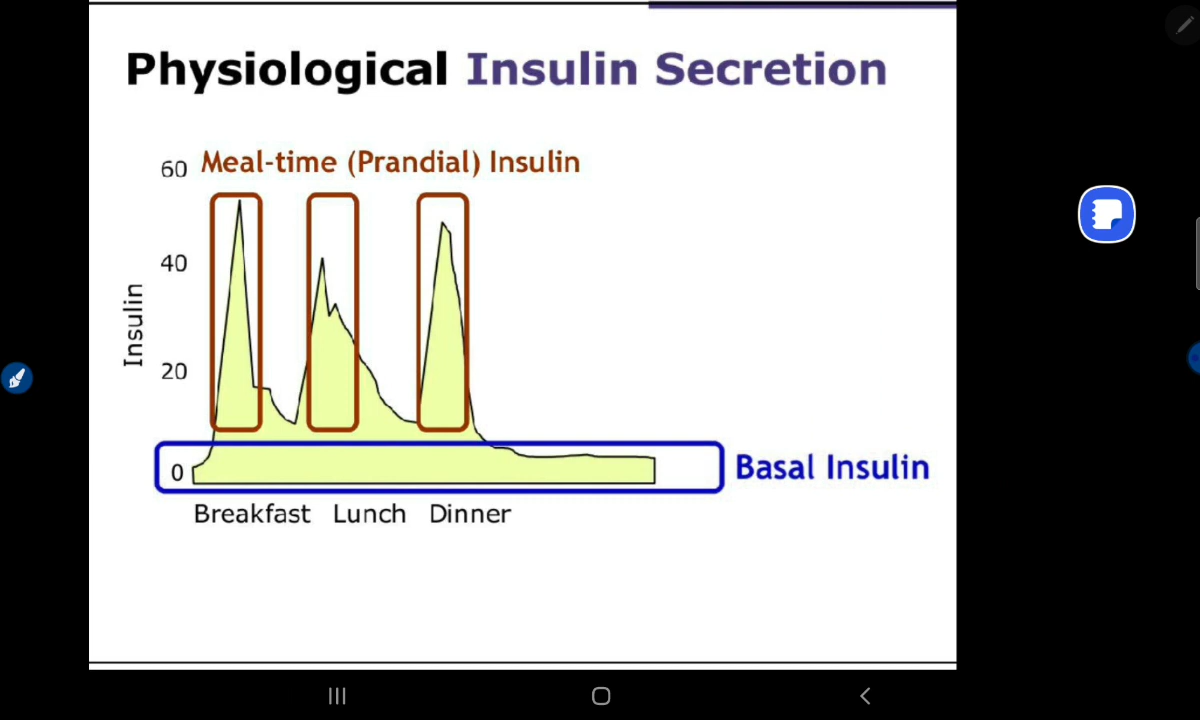 Physiological Insulin Secretion
60 Meal-time (Prandial) Insulin
40
Insulin
20
0
Basal Insulin
Breakfast Lunch Dinner